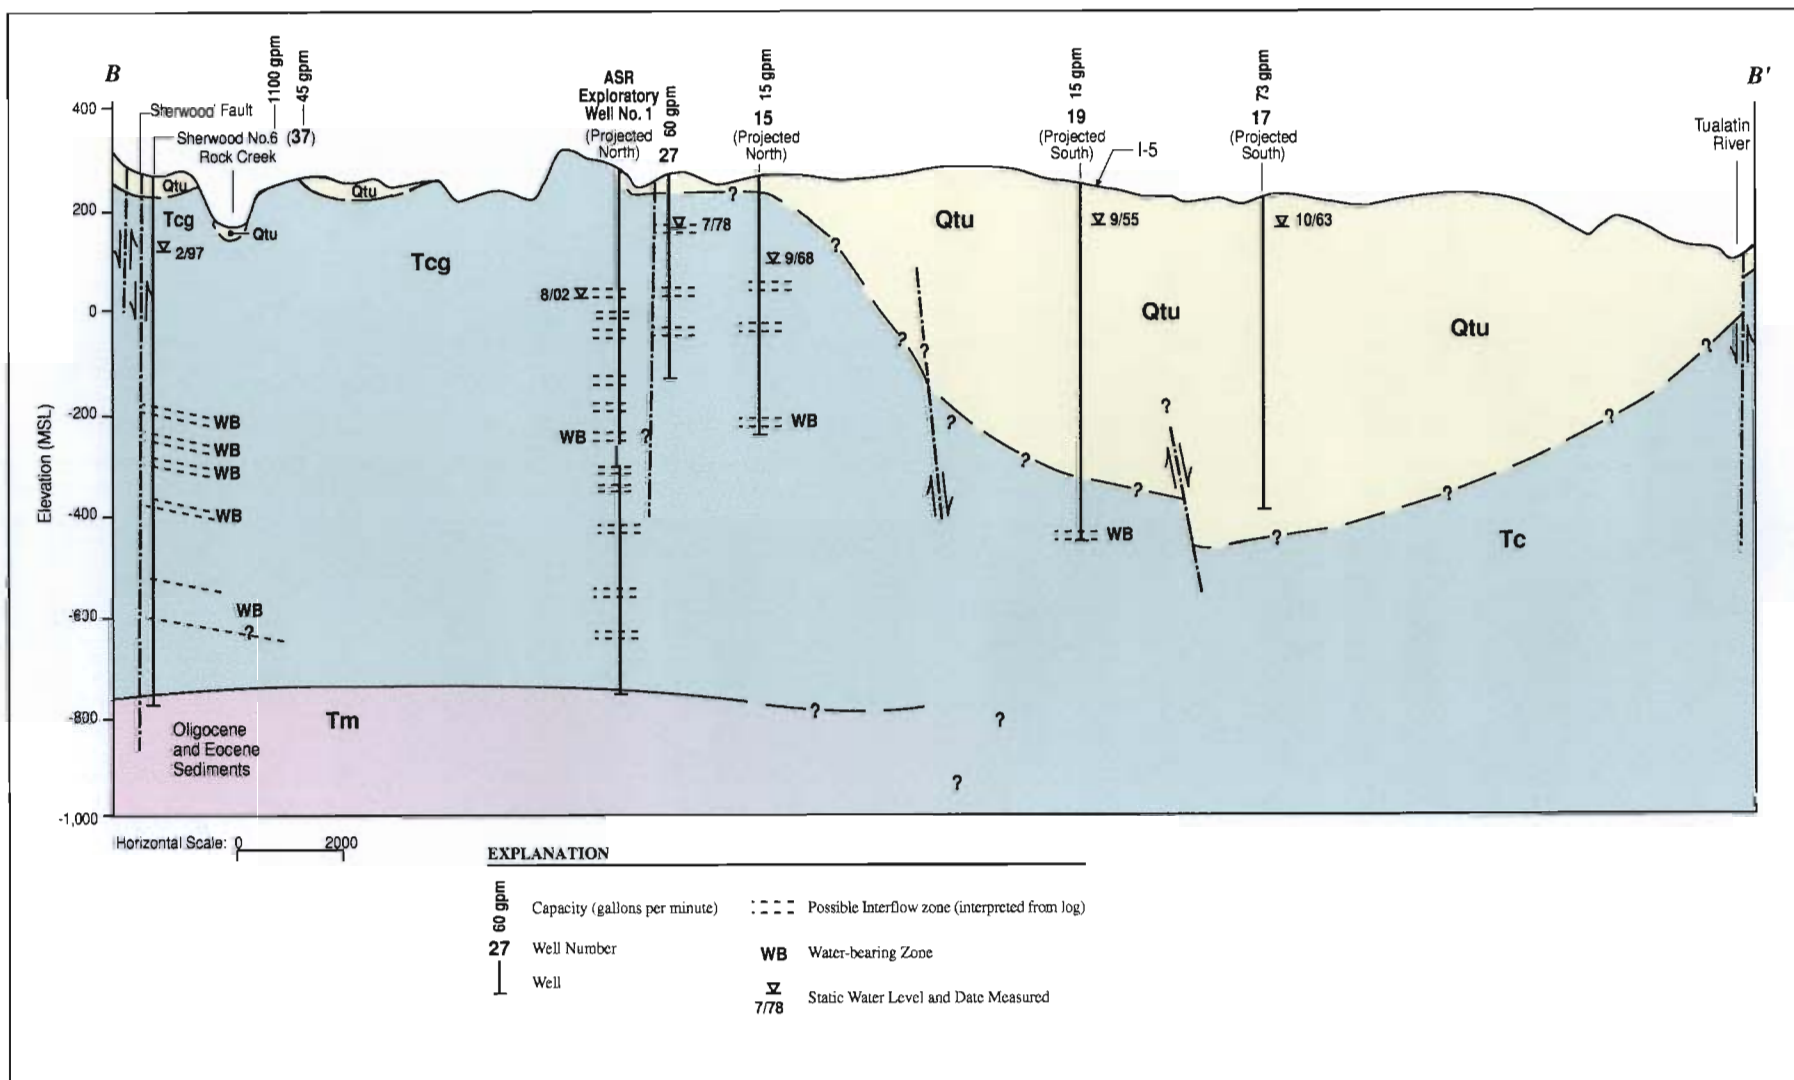 B
1100 gpm
45 gpm
ASR
Exploratory
Well No. 1
(Projected
North)
60 gpm
27
15 gpm
15
(Projected
North)
15 gpm
19
(Projected
South)
I-5
73 gpm
17
(Projected
South)
B'
Tualatin
River
Sherwood Fault
Sherwood No.6 (37)
Rock Creek
Elevation (MSL)
400
200
0
-200
-400
-600
-800
-1,000
Qtu
Tcg
2/97
Qtu
Qtu
Tcg
8/02
7/78
9/68
9/55
10/63
Qtu
Qtu
Qtu
?
?
?
?
?
?
?
?
?
?
?
?
?
?
WB
WB
WB
WB
WB
?
WB
?
WB
WB
Tc
Tm
Oligocene
and Eocene
Sediments
?
?
?
Horizontal Scale: 0 2000
EXPLANATION
60 gpm Capacity (gallons per minute)
27 Well Number
Well
Possible Interflow zone (interpreted from log)
WB Water-bearing Zone
7/78 Static Water Level and Date Measured